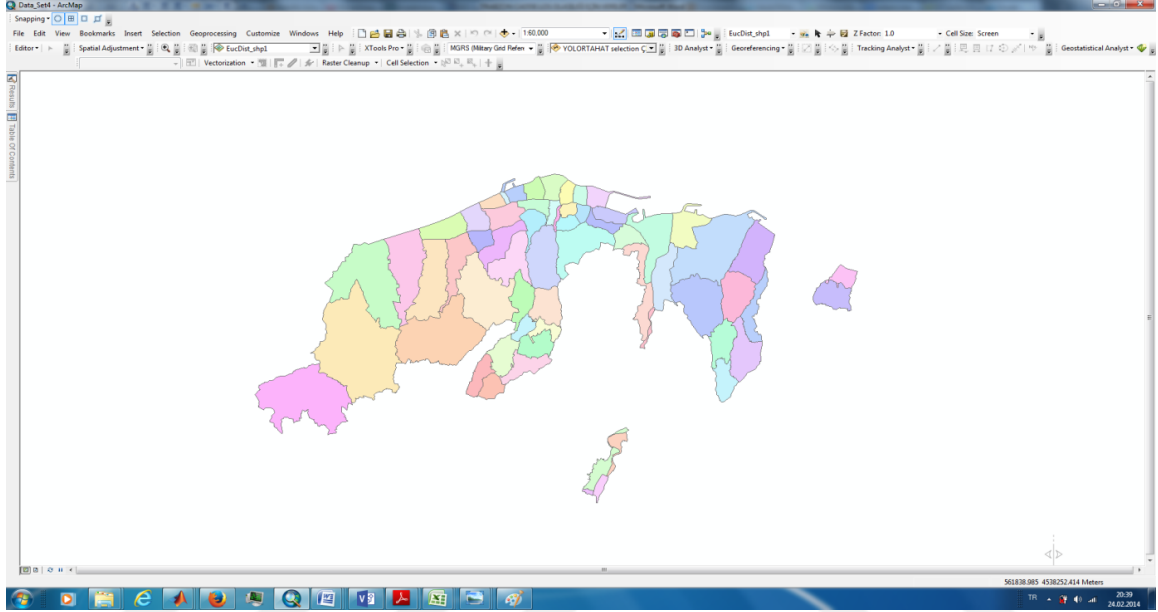 Data_Set4 - ArcMap
Snapping
File Edit View Bookmarks Insert Selection Geoprocessing Customize Windows Help 1:60.000 EucDist_shp1 Z Factor: 1.0 Cell Size: Screen
Editor Spatial Adjustment EucDist_shp1 XTools Pro MGRS (Military Grid Referen YOLORTAHAT selection Ç 3D Analyst Georeferencing Tracking Analyst Geostatistical Analyst
Vectorization Raster Cleanup Cell Selection
Results
Table Of Contents
561838.985 4538252.414 Meters
TR 20:39
24.02.2014